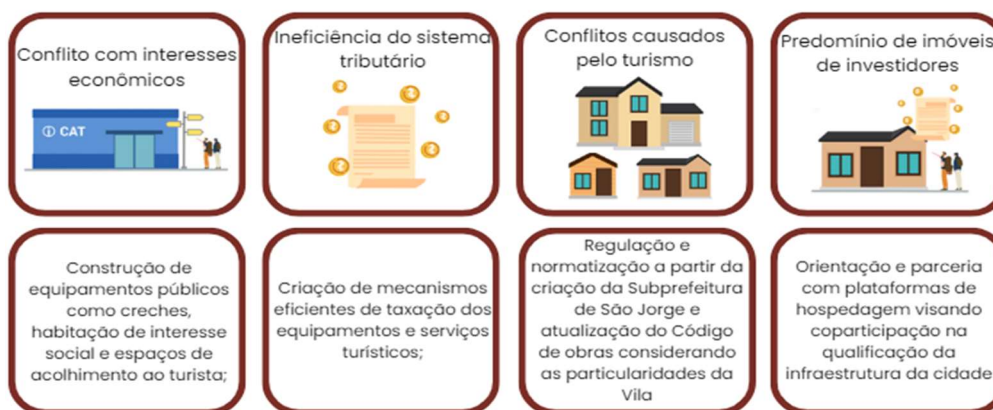 Conflito com interesses
econômicos
CAT
Ineficiência do sistema
tributário
Conflitos causados
pelo turismo
Predomínio de imóveis
de investidores
Construção de
equipamentos públicos
como creches,
habitação de interesse
social e espaços de
acolhimento ao turista;
Criação de mecanismos
eficientes de taxação dos
equipamentos e serviços
turísticos;
Regulação e
normatização a partir da
criação da Subprefeitura
de São Jorge e
atualização do Código
de obras considerando
as particularidades da
Vila
Orientação e parceria
com plataformas de
hospedagem visando
coparticipação na
qualificação da
infraestrutura da cidade